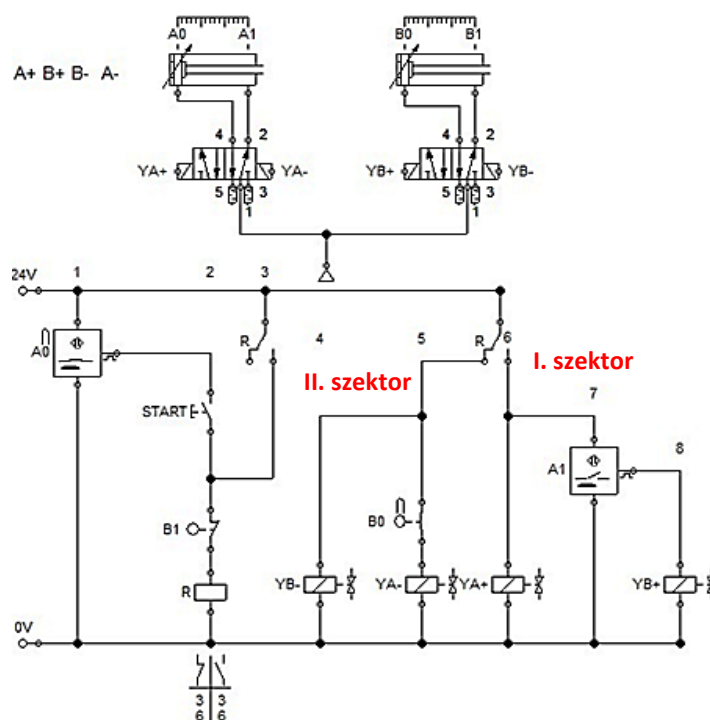 A0 A1 B0 B1
A+ B+ B- A-
4 2 4 2
YA+ YA- YB+ YB-
5 3 5 3
1 1
24V 1 2 3
A0 R 4 5 R 6
II. szektor I. szektor
START 7
A1 8
B1 B0
R YB- YA- YA+ YB+
0V
3 3
6 6